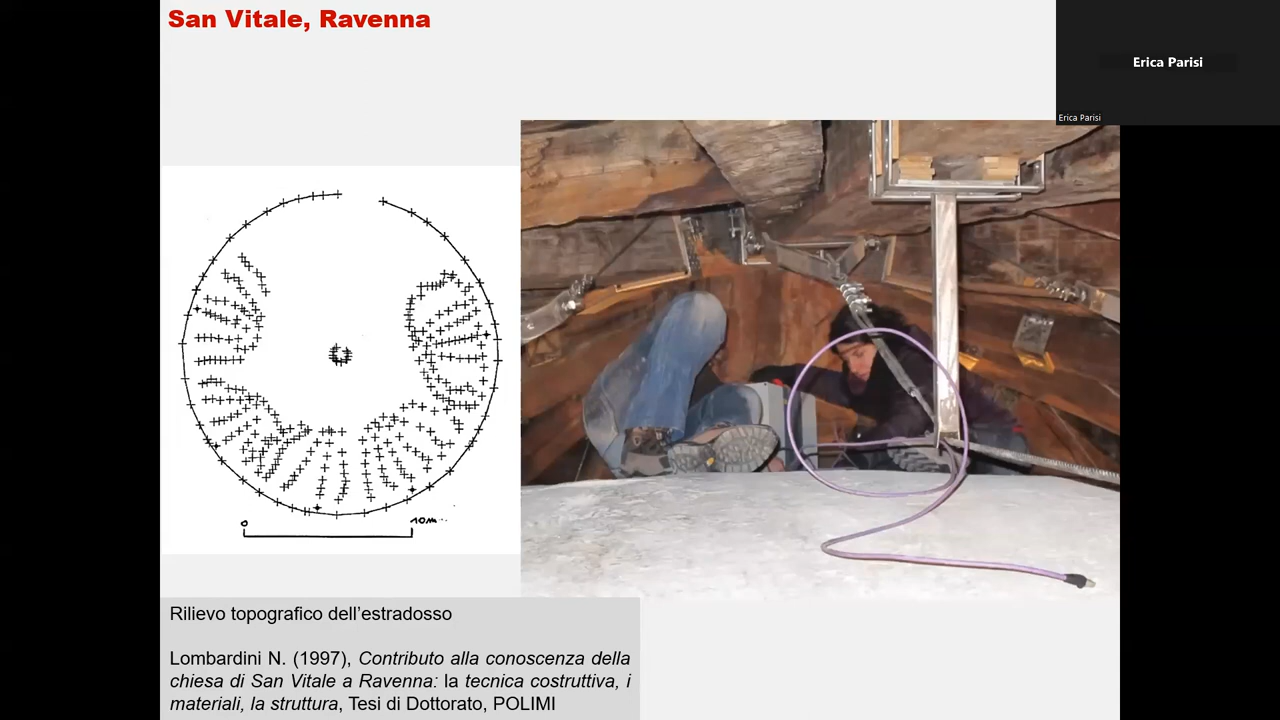 San Vitale, Ravenna
Erica Parisi
Erica Parisi
0
10m
Rilievo topografico dell’estradosso
Lombardini N. (1997), Contributo alla conoscenza della
chiesa di San Vitale a Ravenna: la tecnica costruttiva, i
materiali, la struttura, Tesi di Dottorato, POLIMI